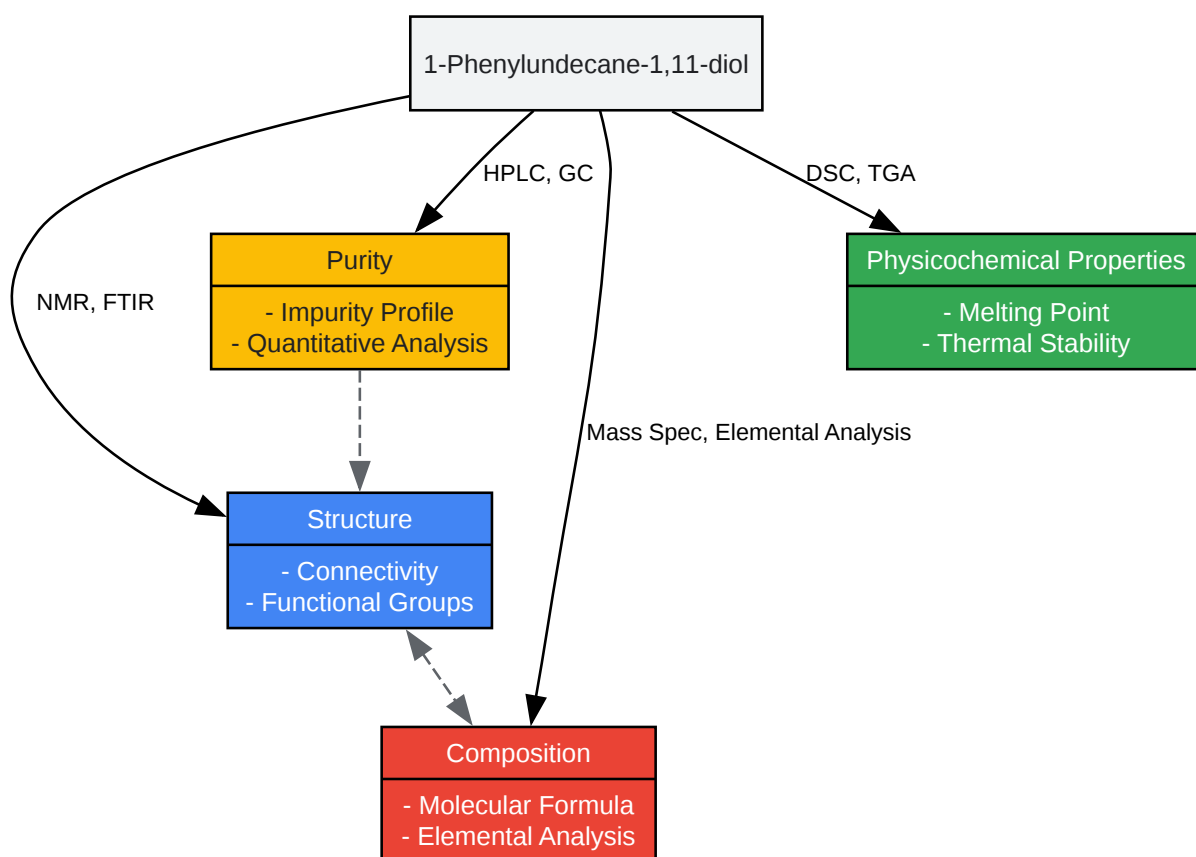 1-Phenylundecane-1,11-diol
HPLC, GC
DSC, TGA
Purity
- Impurity Profile
- Quantitative Analysis
Physicochemical Properties
- Melting Point
- Thermal Stability
NMR, FTIR
Mass Spec, Elemental Analysis
Structure
- Connectivity
- Functional Groups
Composition
- Molecular Formula
- Elemental Analysis